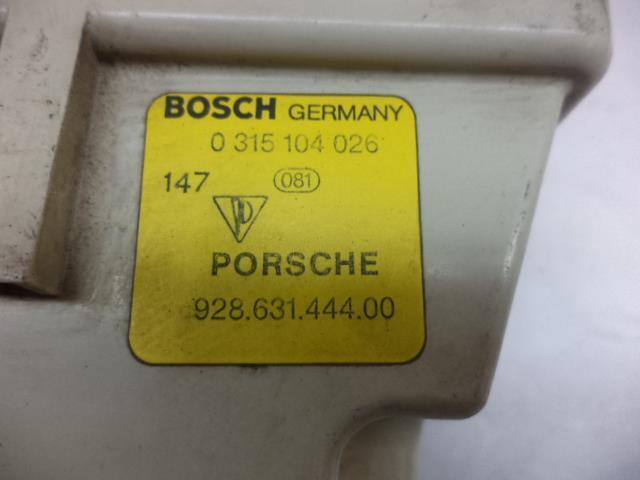 BOSCH GERMANY
0 315 104 026
147 081
PORSCHE
928.631.444.00